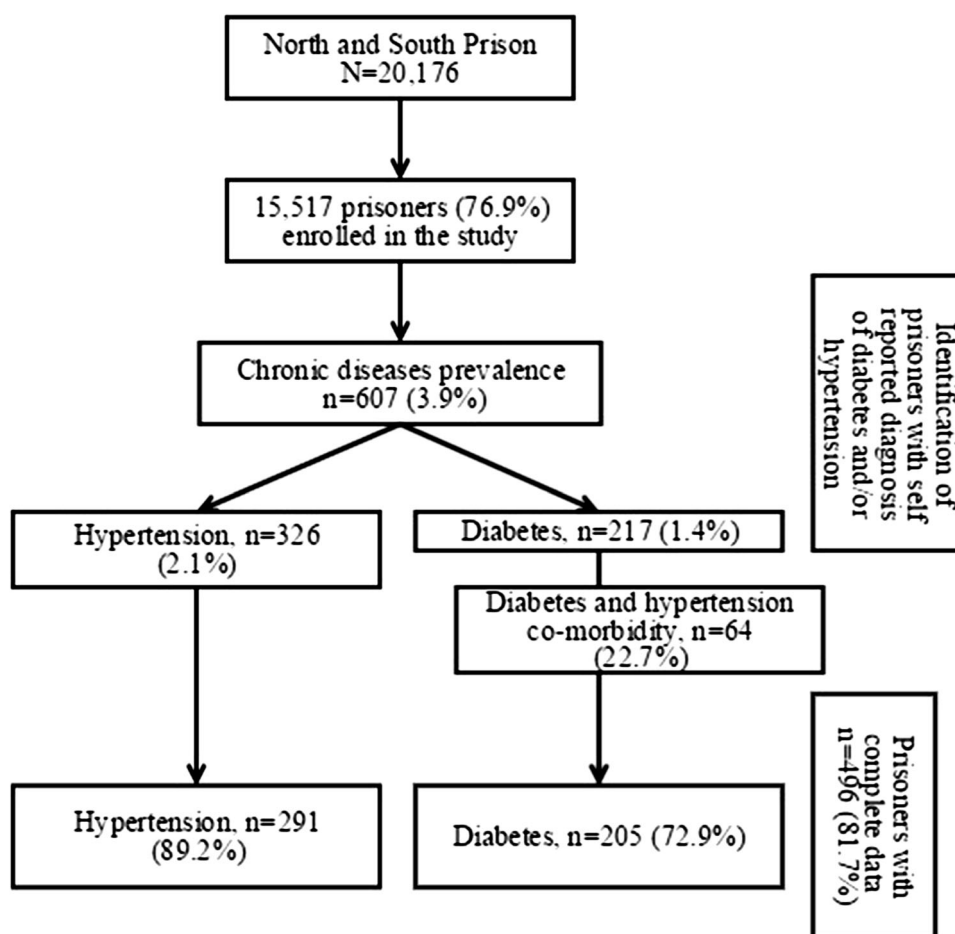 North and South Prison
N=20,176
15,517 prisoners (76.9%)
enrolled in the study
Chronic diseases prevalence
n=607 (3.9%)
Identification of
prisoners with self
reported diagnosis
of diabetes and/or
hypertension
Hypertension, n=326
(2.1%)
Diabetes, n=217 (1.4%)
Diabetes and hypertension
co-morbidity, n=64
(22.7%)
Hypertension, n=291
(89.2%)
Diabetes, n=205 (72.9%)
Prisoners with
complete data
n=496 (81.7%)